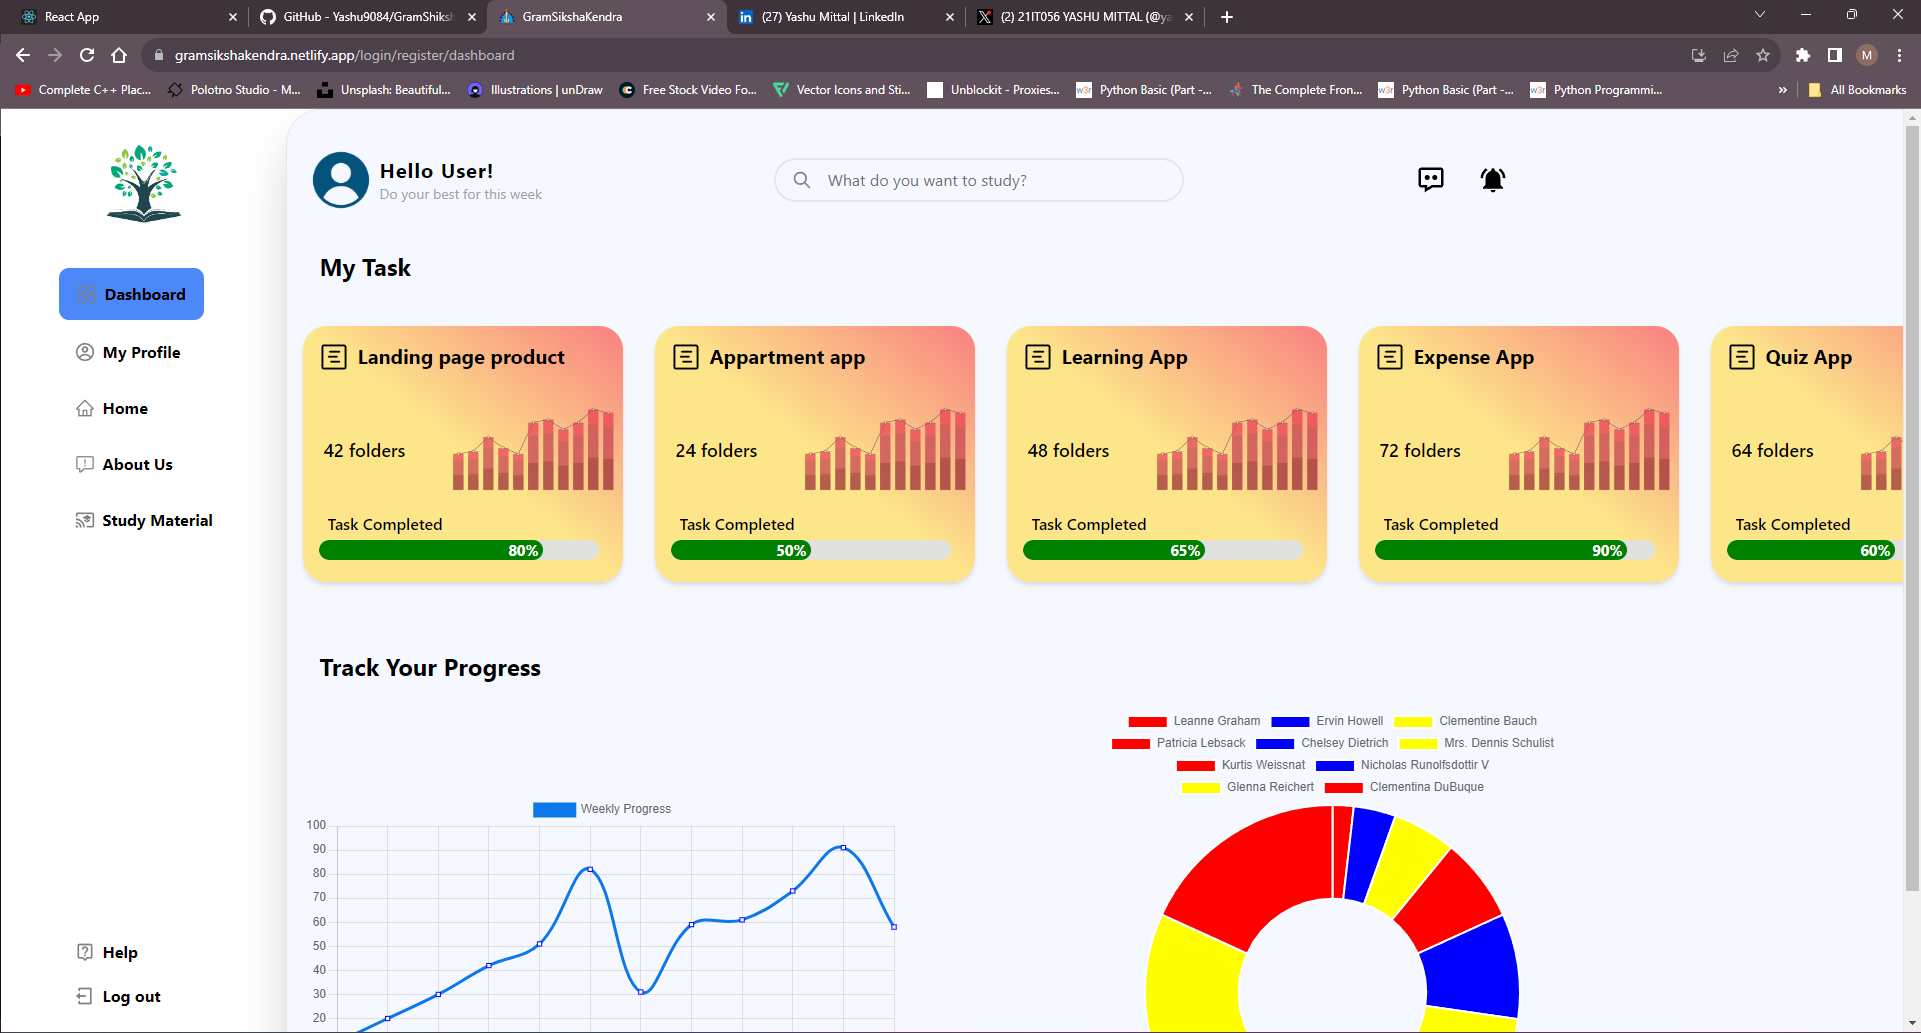 React App
GitHub - Yashu9084/GramShiksh
GramSikshaKendra
(27) Yashu Mittal | LinkedIn
(2) 21IT056 YASHU MITTAL (@ya
gramsikshakendra.netlify.app/login/register/dashboard
M
Complete C++ Plac...
Polotno Studio - M...
Unsplash: Beautiful...
Illustrations | unDraw
Free Stock Video Fo...
Vector Icons and Sti...
Unblockit - Proxies...
Python Basic (Part -...
The Complete Fron...
Python Basic (Part -...
Python Programmi...
»
All Bookmarks
Hello User!
Do your best for this week
What do you want to study?
Dashboard
My Profile
Home
About Us
Study Material
Help
Log out
My Task
Landing page product
42 folders
Task Completed
80%
Appartment app
24 folders
Task Completed
50%
Learning App
48 folders
Task Completed
65%
Expense App
72 folders
Task Completed
90%
Quiz App
64 folders
Task Completed
60%
Track Your Progress
Weekly Progress
100
90
80
70
60
50
40
30
20
Leanne Graham Ervin Howell Clementine Bauch
Patricia Lebsack Chelsey Dietrich Mrs. Dennis Schulist
Kurtis Weissnat Nicholas Runolfsdottir V
Glenna Reichert Clementina DuBuque